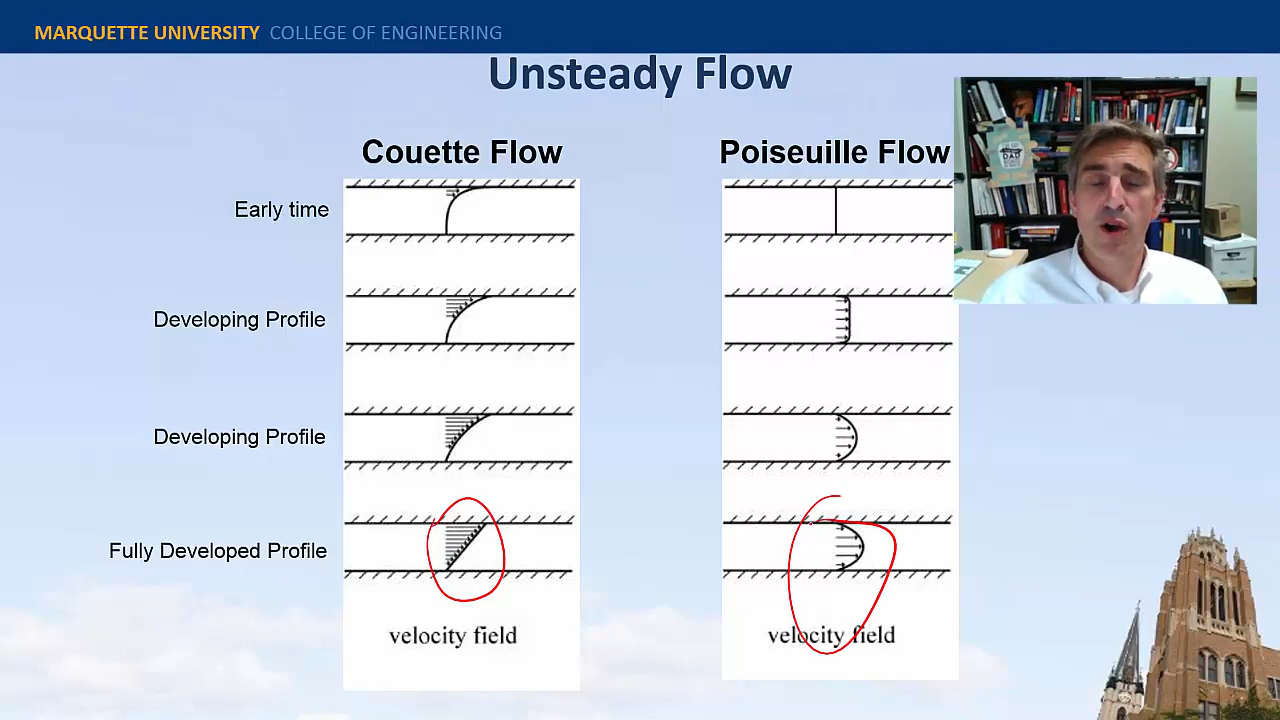 MARQUETTE UNIVERSITY COLLEGE OF ENGINEERING
Unsteady Flow
Couette Flow
Poiseuille Flow
Early time
Developing Profile
Developing Profile
Fully Developed Profile
velocity field
velocity field
DAD